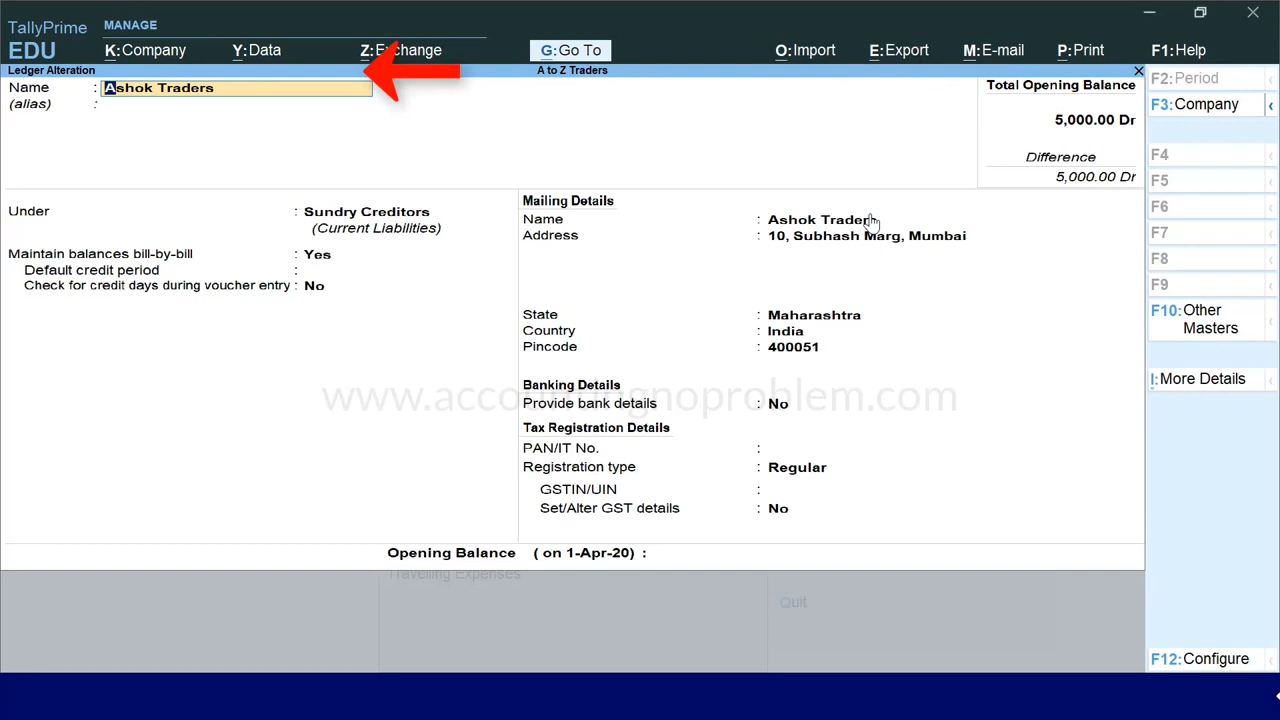 TallyPrime
MANAGE
EDU
K:Company
Y:Data
Z:Exchange
G:Go To
O:Import
E:Export
M:E-mail
P:Print
F1:Help
Ledger Alteration
A to Z Traders
Name : Ashok Traders
(alias) :
Total Opening Balance
5,000.00 Dr
Difference
5,000.00 Dr
Under : Sundry Creditors
(Current Liabilities)
Maintain balances bill-by-bill : Yes
Default credit period :
Check for credit days during voucher entry : No
Mailing Details
Name : Ashok Traders
Address : 10, Subhash Marg, Mumbai
State : Maharashtra
Country : India
Pincode : 400051
Banking Details
Provide bank details : No
Tax Registration Details
PAN/IT No. :
Registration type : Regular
GSTIN/UIN :
Set/Alter GST details : No
Opening Balance ( on 1-Apr-20) :
Travelling Expenses
Quit
F2: Period
F3: Company
F4
F5
F6
F7
F8
F9
F10: Other
Masters
I: More Details
F12: Configure
www.accountingnoproblem.com